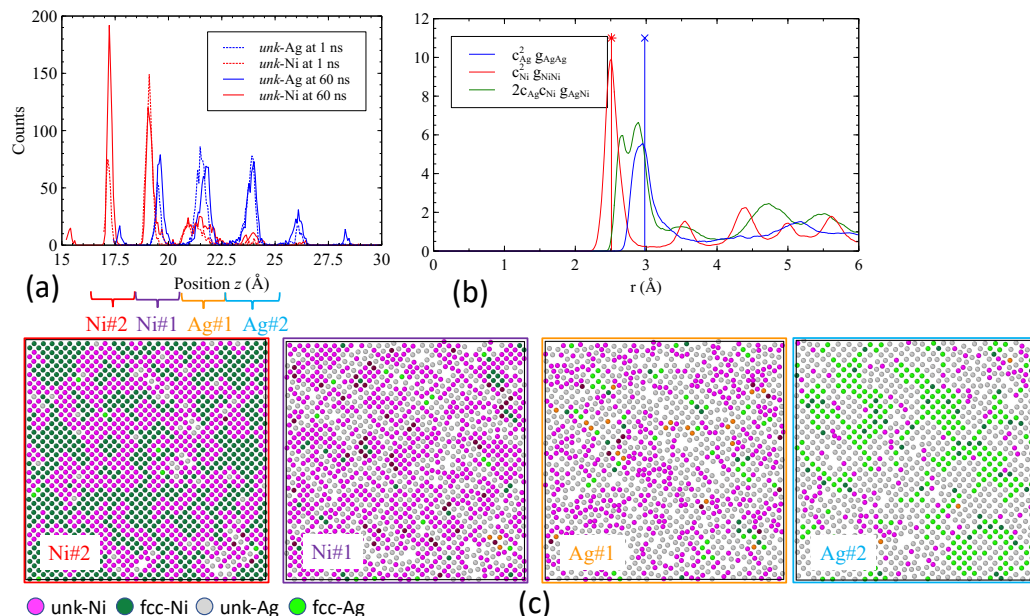 200
150
100
50
0
Counts
unk-Ag at 1 ns
unk-Ni at 1 ns
unk-Ag at 60 ns
unk-Ni at 60 ns
15 17.5 20 22.5 25 27.5 30
Position z (Å)
(a)
12
10
8
6
4
2
0
c²Ag gAgAg
c²Ni gNiNi
2cAgcNi gAgNi
0 1 2 3 4 5 6
r (Å)
(b)
Ni#2 Ni#1 Ag#1 Ag#2
Ni#2
Ni#1
Ag#1
Ag#2
unk-Ni fcc-Ni unk-Ag fcc-Ag
(c)